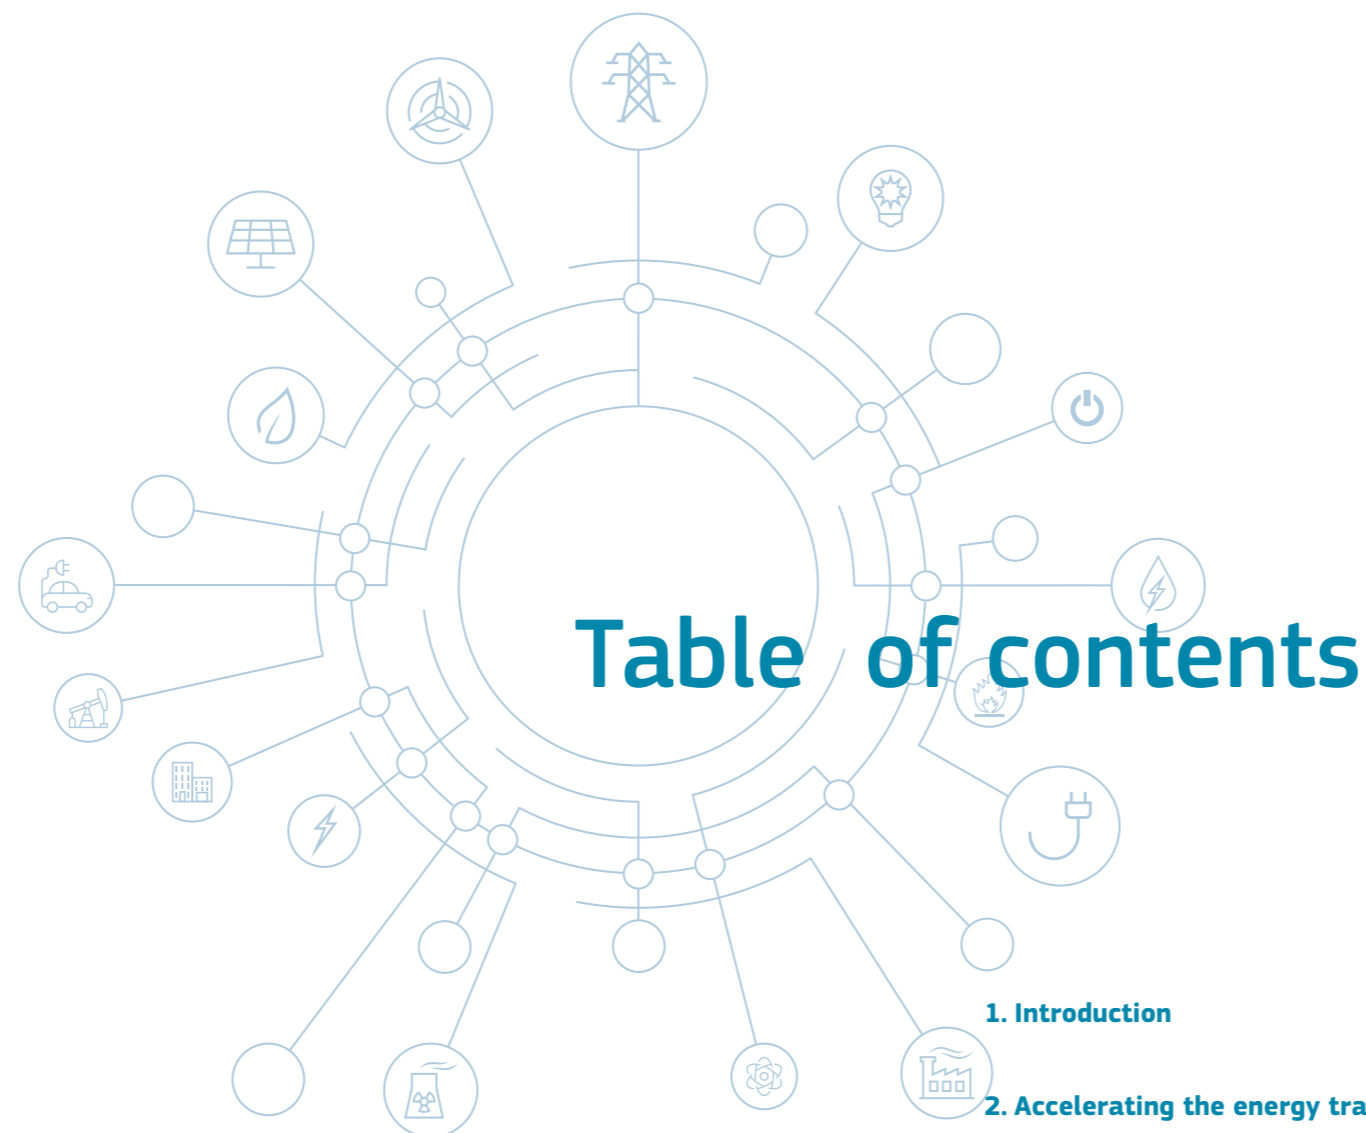 Table of contents
1. Introduction
2. Accelerating the energy tra